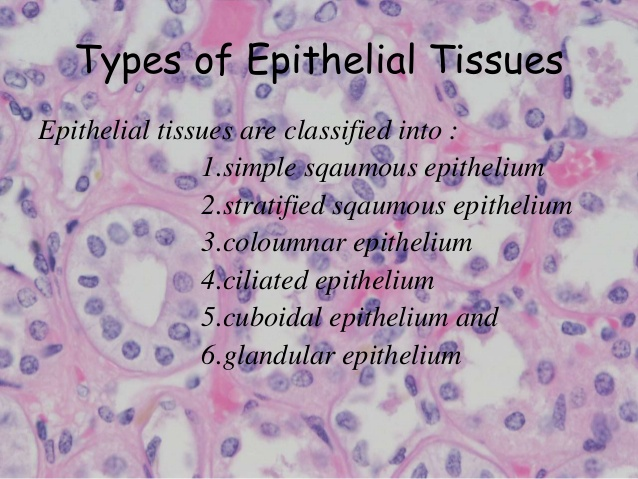 Types of Epithelial Tissues
Epithelial tissues are classified into :
1.simple sqaumous epithelium
2.stratified sqaumous epithelium
3.coloumnar epithelium
4.ciliated epithelium
5.cuboidal epithelium and
6.glandular epithelium